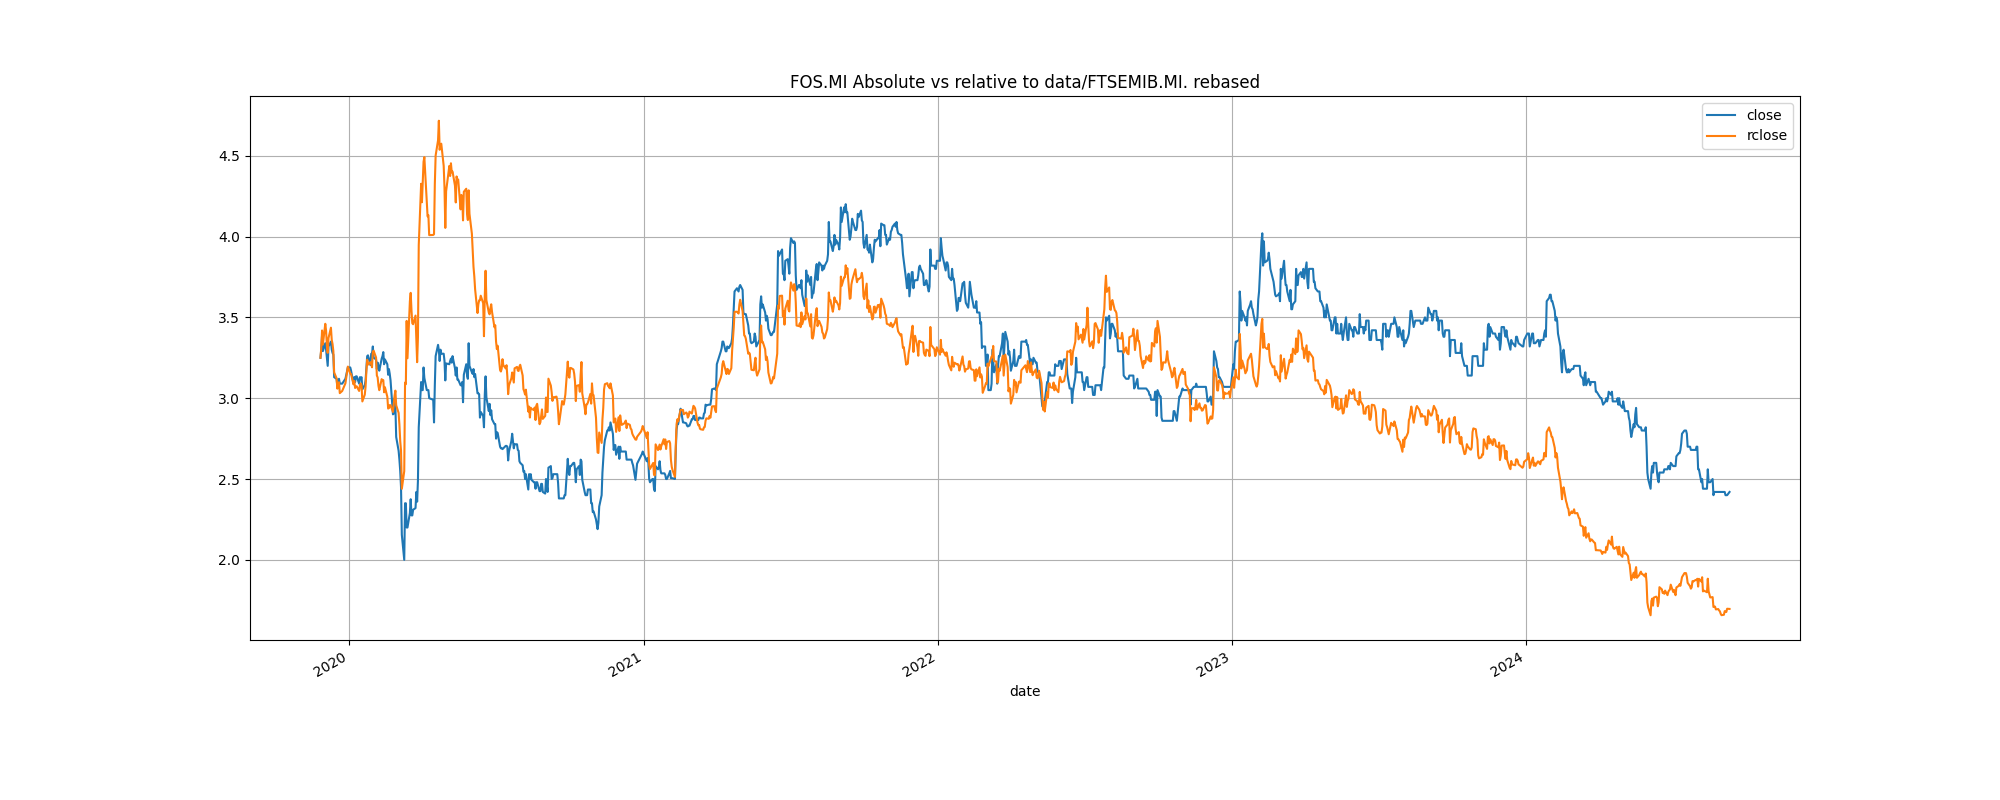 FOS.MI Absolute vs relative to data/FTSEMIB.MI. rebased
close
rclose
4.5
4.0
3.5
3.0
2.5
2.0
2020
2021
2022
2023
2024
date